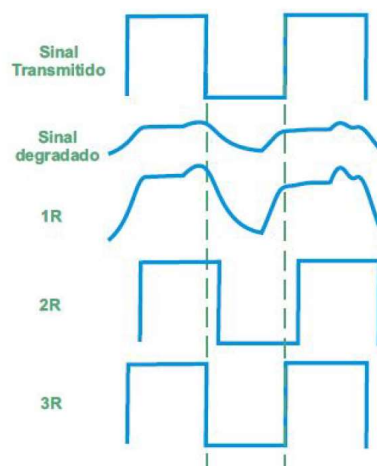 Sinal
Transmitido
Sinal
degradado
1R
2R
3R